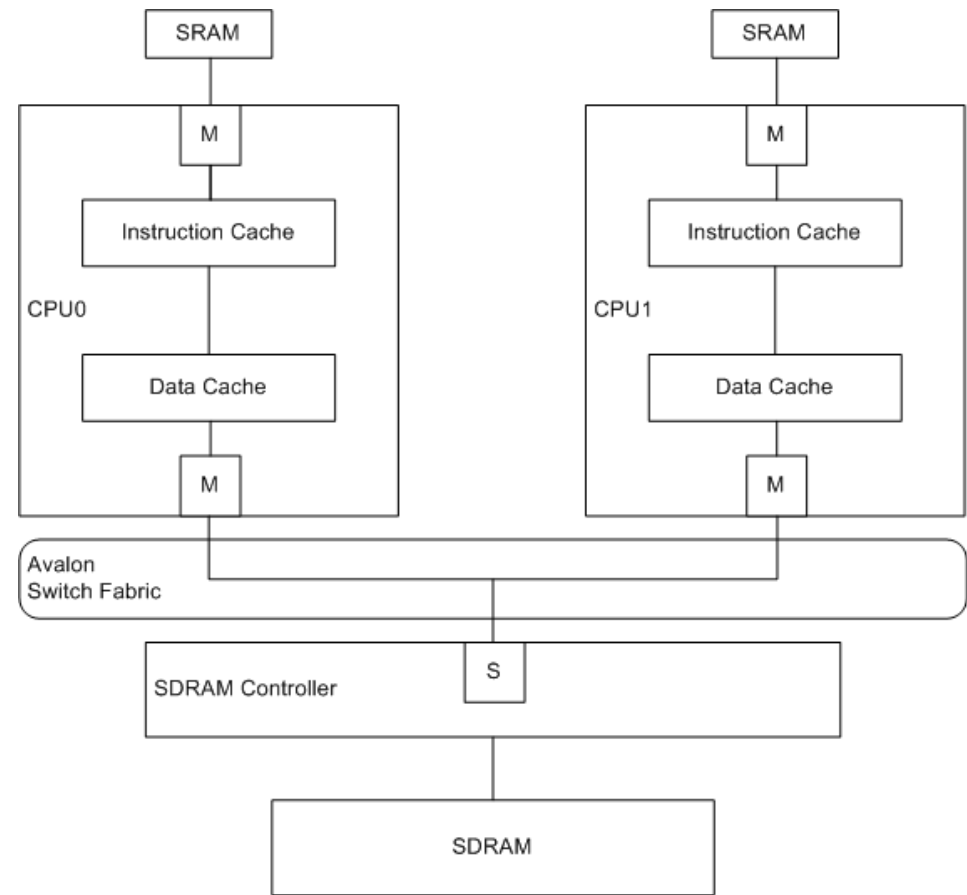 SRAM
SRAM
M
M
Instruction Cache
Instruction Cache
CPU0
CPU1
Data Cache
Data Cache
M
M
Avalon
Switch Fabric
S
SDRAM Controller
SDRAM